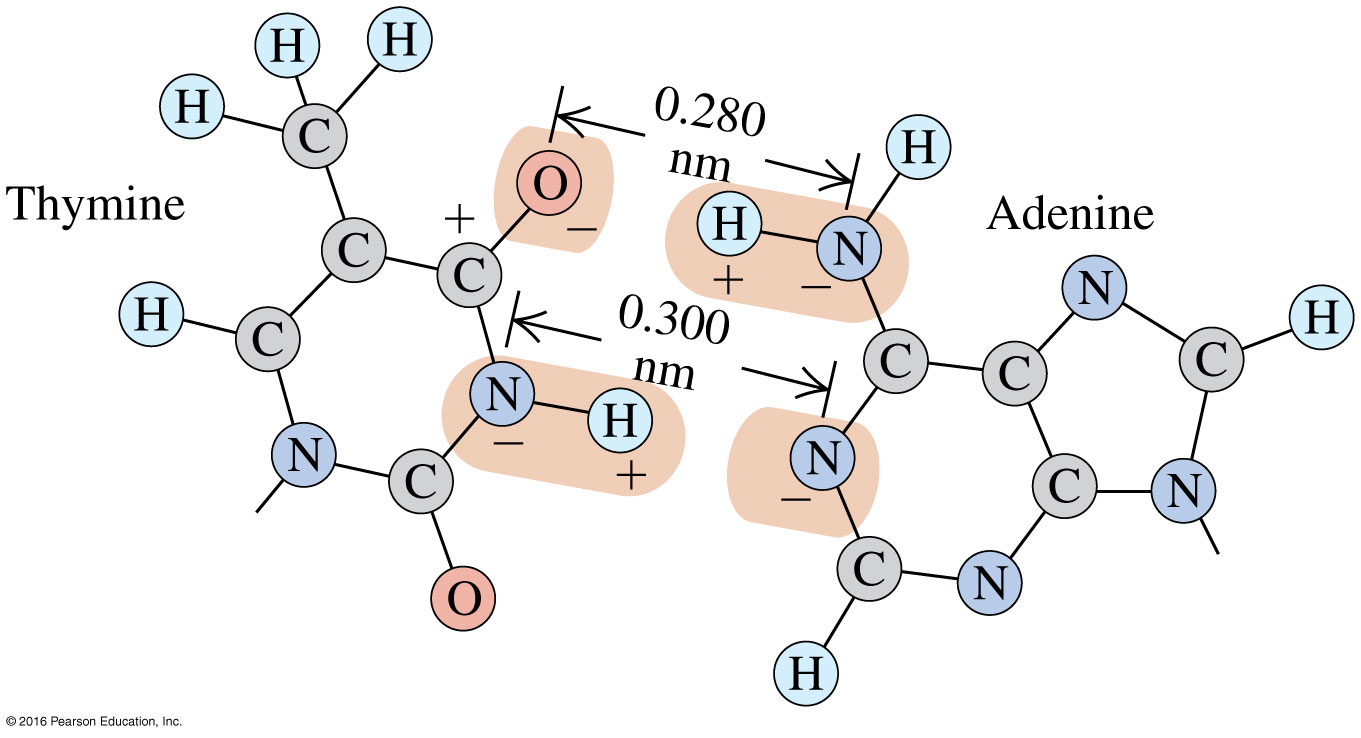 H
H
H
C
0.280
nm
H
Thymine
O
−
H
+
N
−
Adenine
C
+
C
H
C
0.300
nm
N
H
C
C
N
C
N
−
H
+
N
−
C
N
N
C
C
N
O
H
© 2016 Pearson Education, Inc.